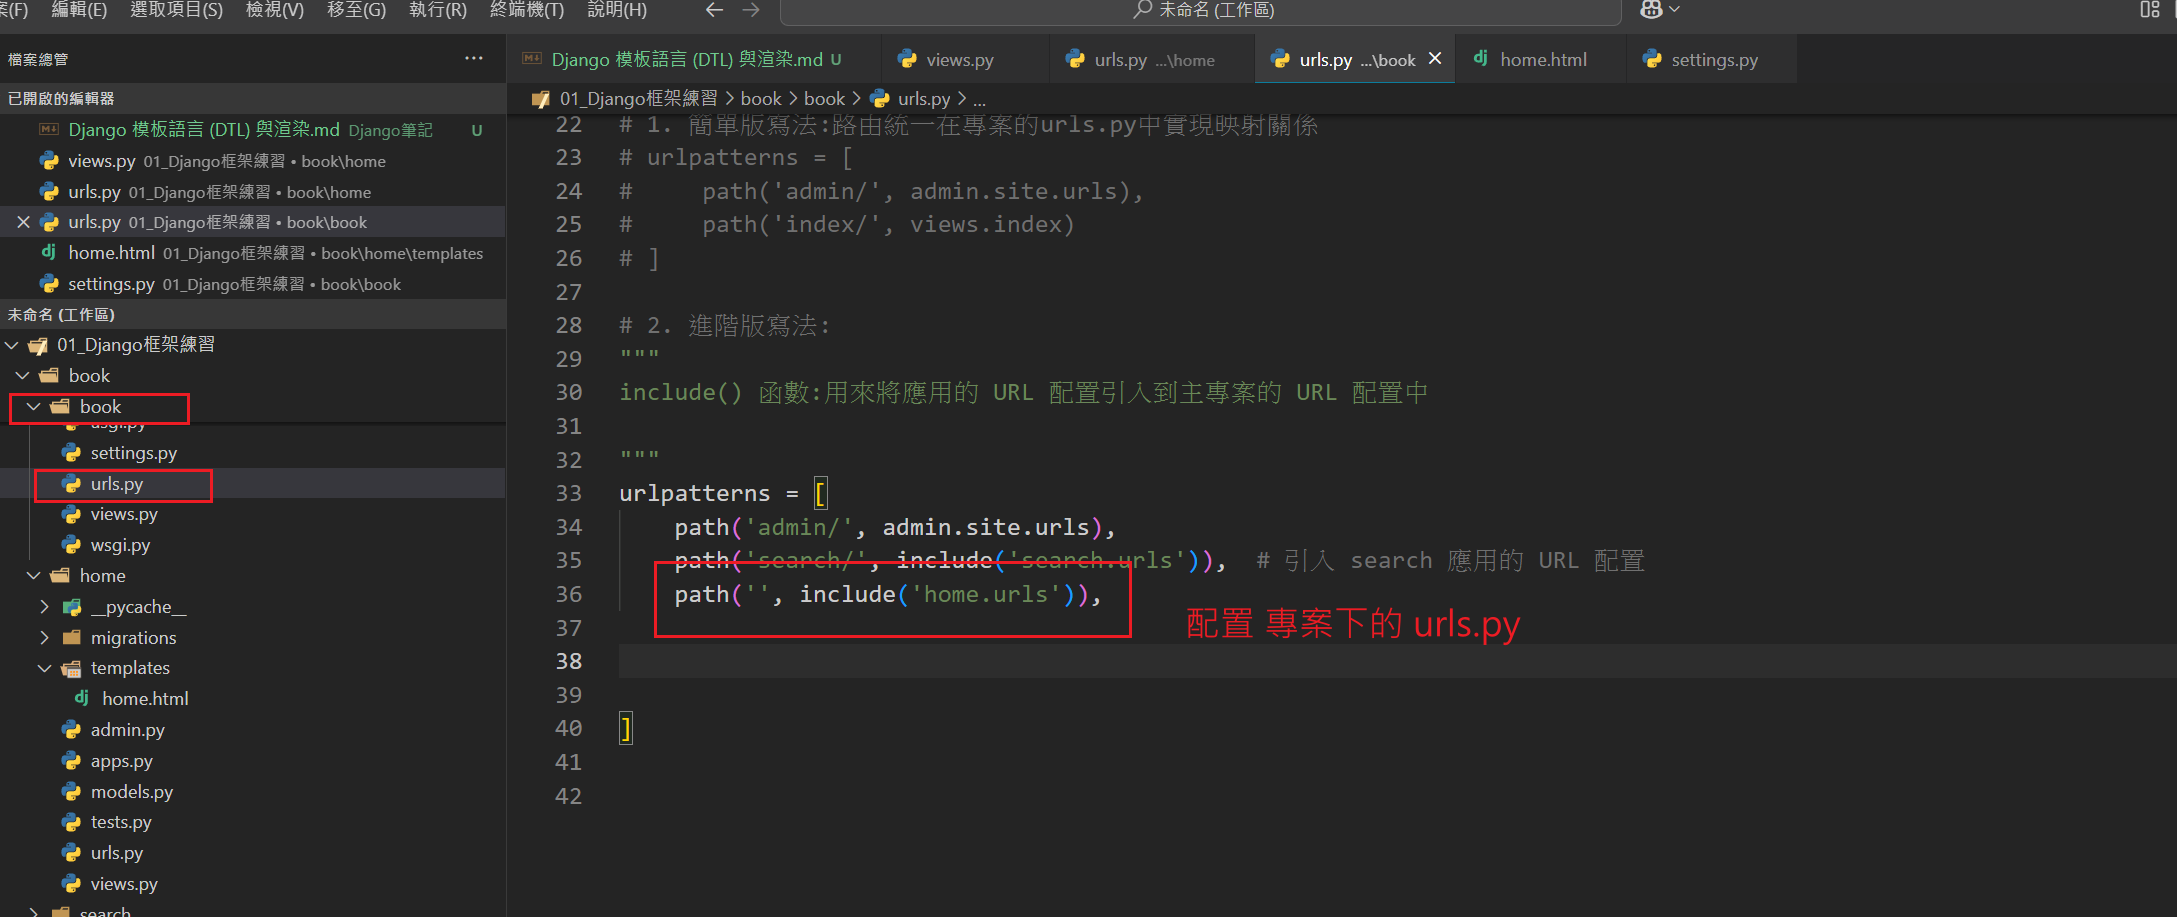 案(F) 編輯(E) 選取項目(S) 檢視(V) 移至(G) 執行(R) 終端機(T) 說明(H) 未命名 (工作區)
檔案總管 ...
已開啟的編輯器
Django 模板語言 (DTL) 與渲染.md Django筆記 U
views.py 01_Django框架練習 • book\home
urls.py 01_Django框架練習 • book\home
urls.py 01_Django框架練習 • book\book
home.html 01_Django框架練習 • book\home\templates
settings.py 01_Django框架練習 • book\book
未命名 (工作區)
01_Django框架練習
book
book
asgi.py
settings.py
urls.py
views.py
wsgi.py
home
__pycache__
migrations
templates
home.html
admin.py
apps.py
models.py
tests.py
urls.py
views.py
search
Django 模板語言 (DTL) 與渲染.md U views.py urls.py ...\home urls.py ...\book home.html settings.py
01_Django框架練習 > book > book > urls.py > ...
22 # 1. 簡單版寫法:路由統一在專案的urls.py中實現映射關係
23 # urlpatterns = [
24 #     path('admin/', admin.site.urls),
25 #     path('index/', views.index)
26 # ]
27
28 # 2. 進階版寫法:
29 """
30 include() 函數:用來將應用的 URL 配置引入到主專案的 URL 配置中
31
32 """
33 urlpatterns = [
34     path('admin/', admin.site.urls),
35     path('search/', include('search.urls')),  # 引入 search 應用的 URL 配置
36     path('', include('home.urls')),
37
配置 專案下的 urls.py
38
39
40 ]
41
42